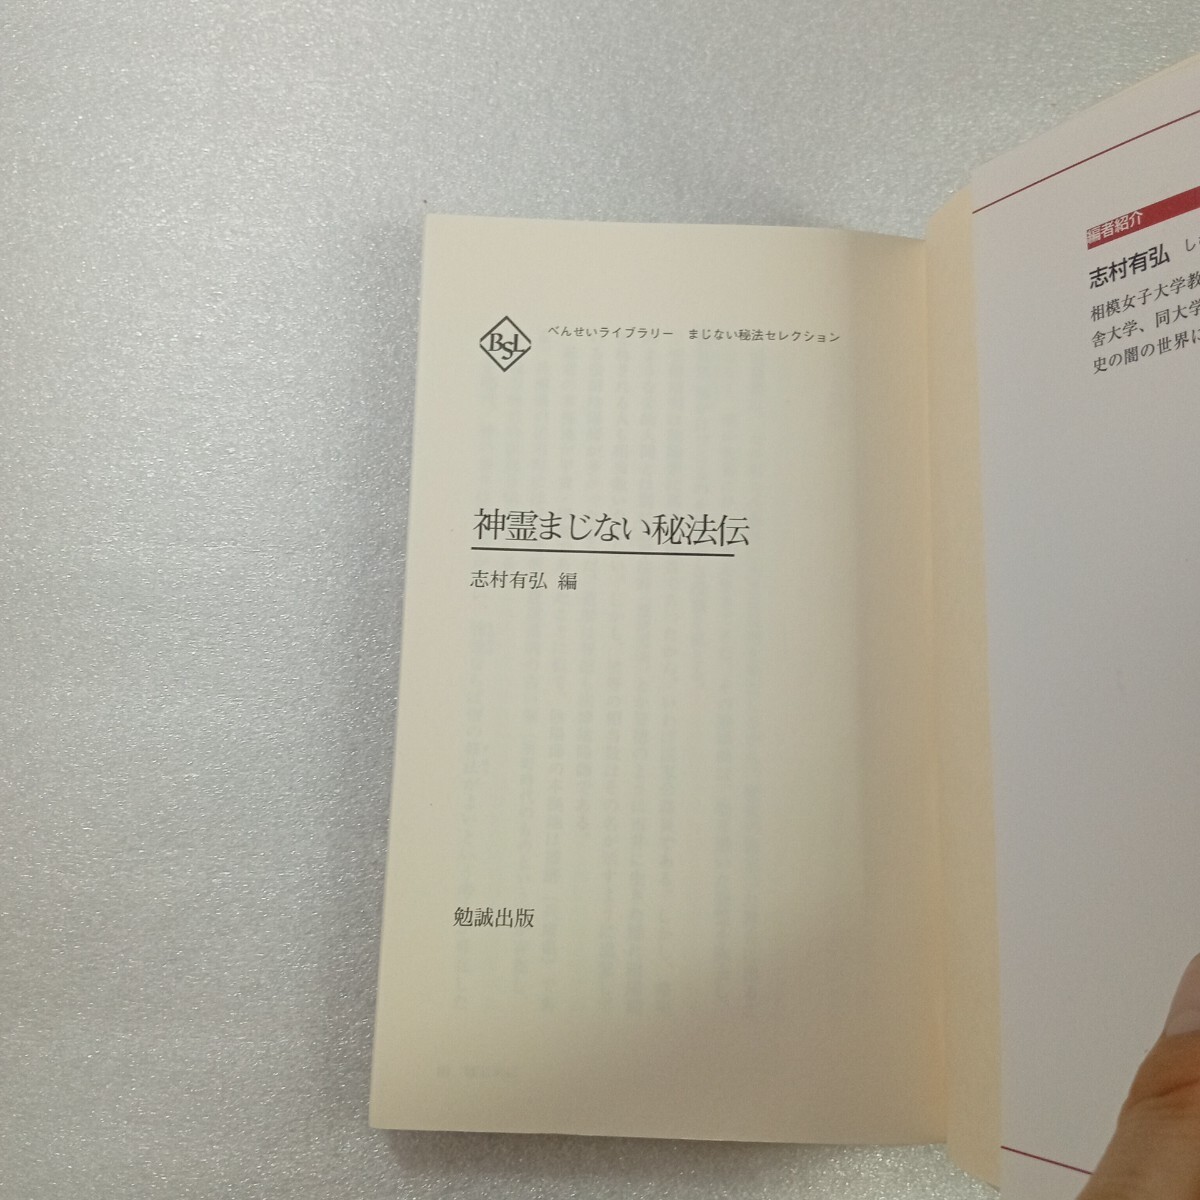 BSL
べんせいライブラリー まじない秘法セレクション
神霊まじない秘法伝
志村有弘 編
勉誠出版
編者紹介
志村有弘 し
相模女子大学教
舎大学、同大学
史の闇の世界に